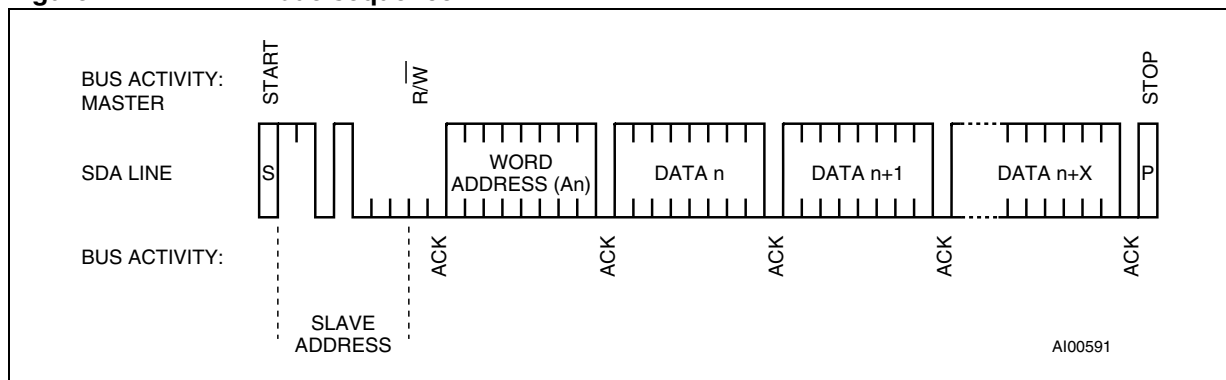 BUS ACTIVITY:
MASTER
START
R/W
STOP
SDA LINE
S
WORD
ADDRESS (An)
DATA n
DATA n+1
DATA n+X
P
BUS ACTIVITY:
ACK
ACK
ACK
ACK
ACK
SLAVE
ADDRESS
AI00591